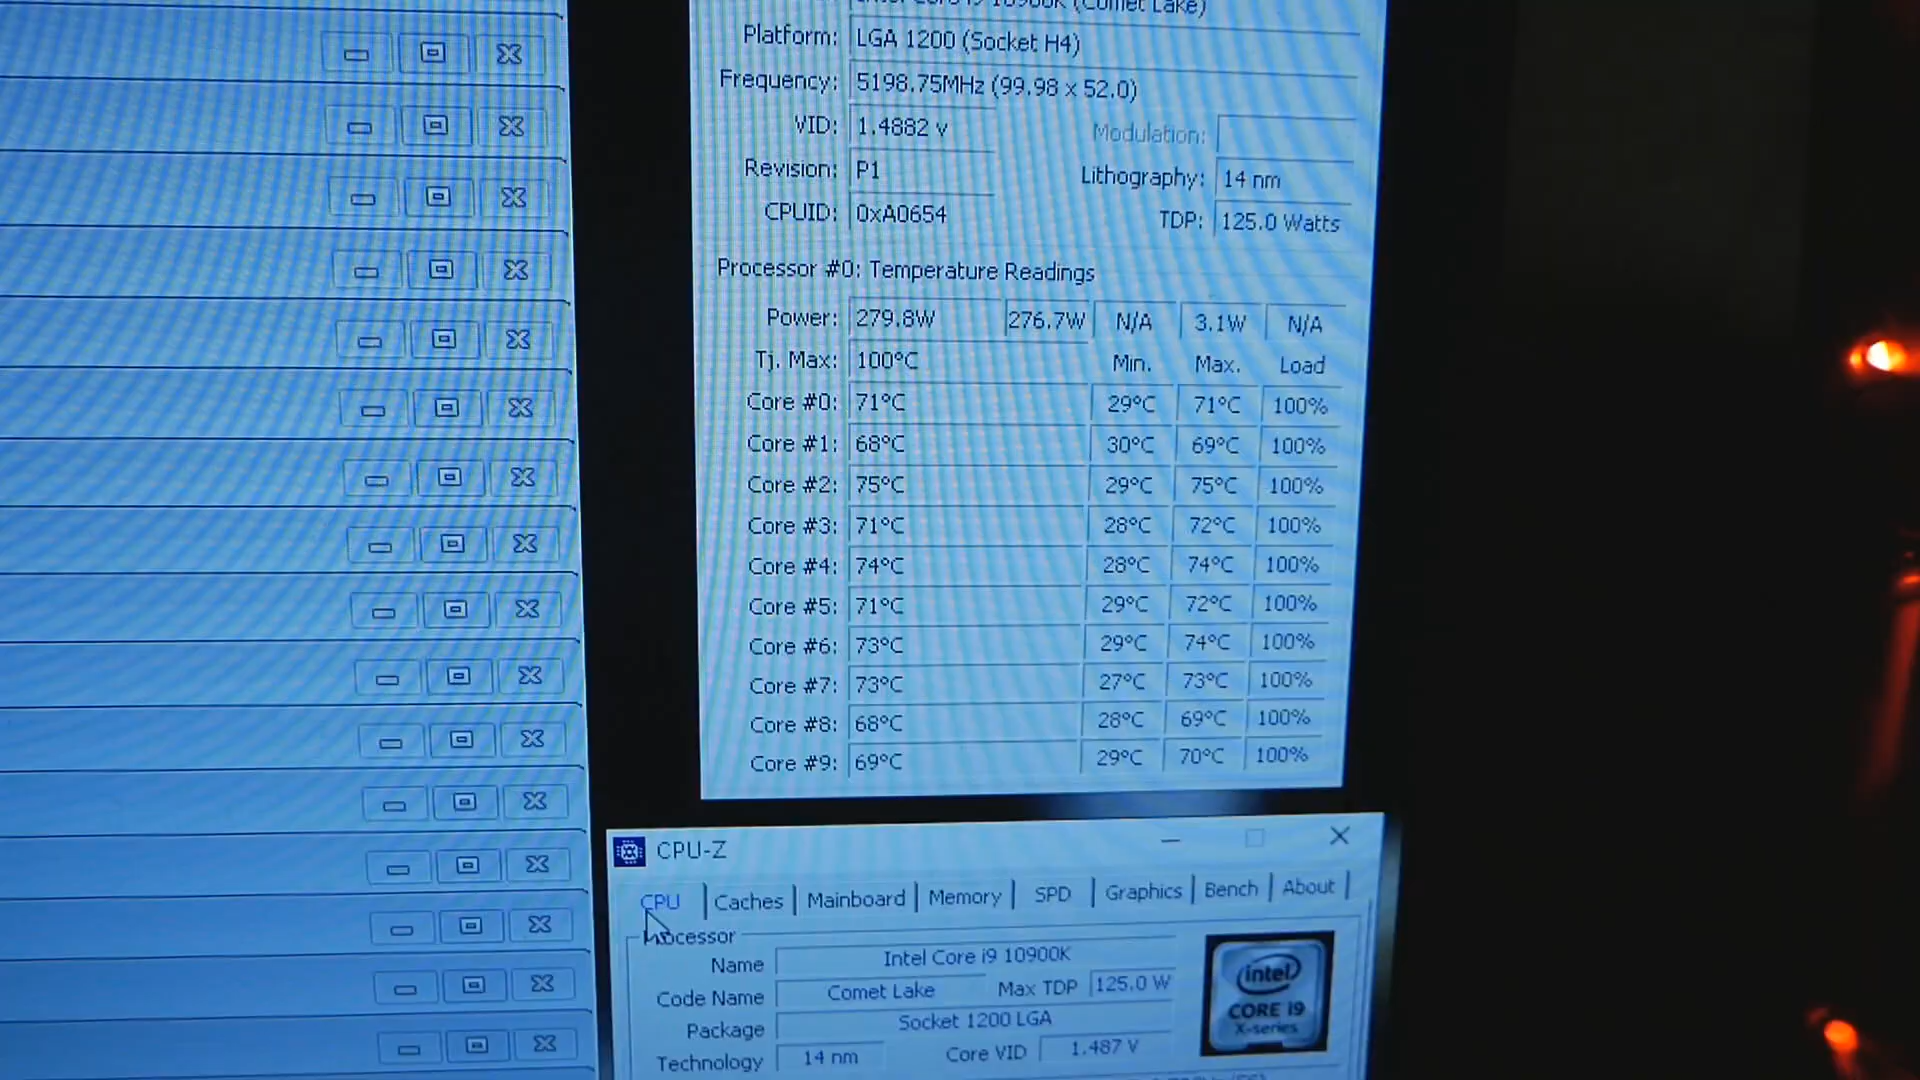 Intel Core i9 10900K (Comet Lake)
Platform: LGA 1200 (Socket H4)
Frequency: 5198.75MHz (99.98 x 52.0)
VID: 1.4882 v Modulation:
Revision: P1 Lithography: 14 nm
CPUID: 0xA0654 TDP: 125.0 Watts
Processor #0: Temperature Readings
Power: 279.8W 276.7W N/A 3.1W N/A
Tj. Max: 100°C Min. Max. Load
Core #0: 71°C 29°C 71°C 100%
Core #1: 68°C 30°C 69°C 100%
Core #2: 75°C 29°C 75°C 100%
Core #3: 71°C 28°C 72°C 100%
Core #4: 74°C 28°C 74°C 100%
Core #5: 71°C 29°C 72°C 100%
Core #6: 73°C 29°C 74°C 100%
Core #7: 73°C 27°C 73°C 100%
Core #8: 68°C 28°C 69°C 100%
Core #9: 69°C 29°C 70°C 100%
CPU-Z
CPU Caches Mainboard Memory SPD Graphics Bench About
Processor
Name Intel Core i9 10900K
Code Name Comet Lake Max TDP 125.0 W
Package Socket 1200 LGA
Technology 14 nm Core VID 1.487 V
intel
CORE i9
X-series